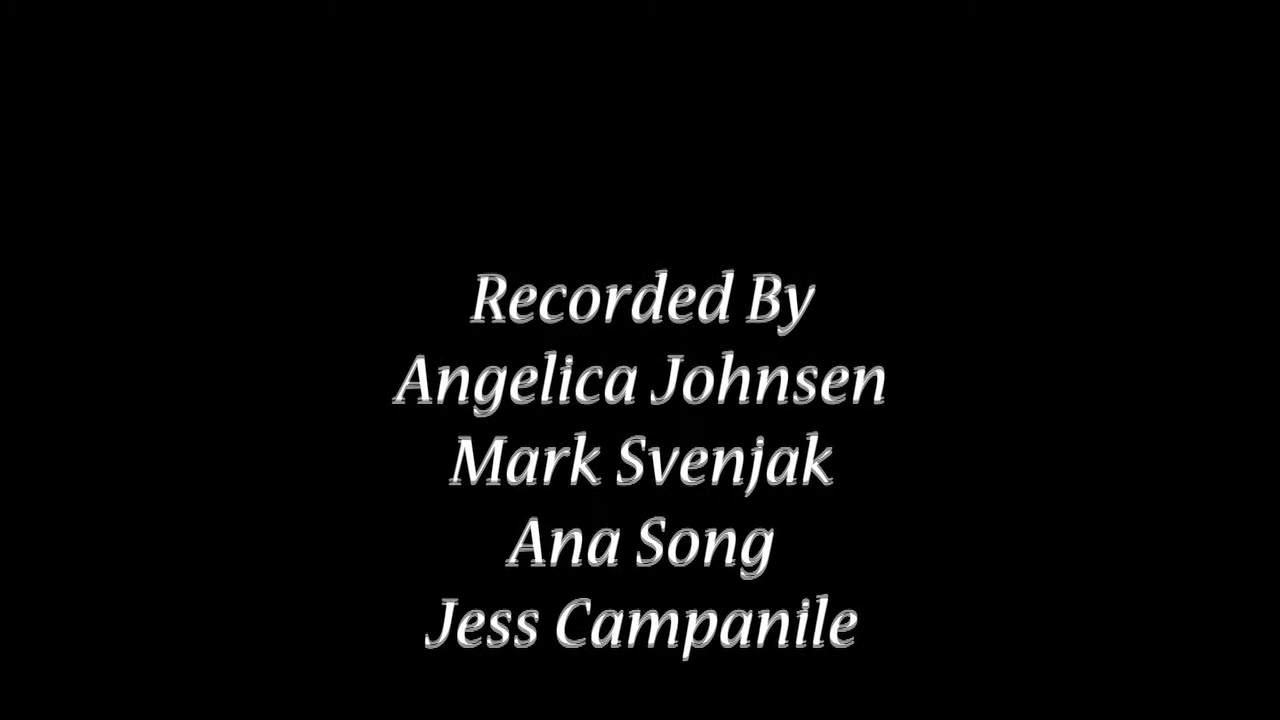 Recorded By
Angelica Johnsen
Mark Svenjak
Ana Song
Jess Campanile